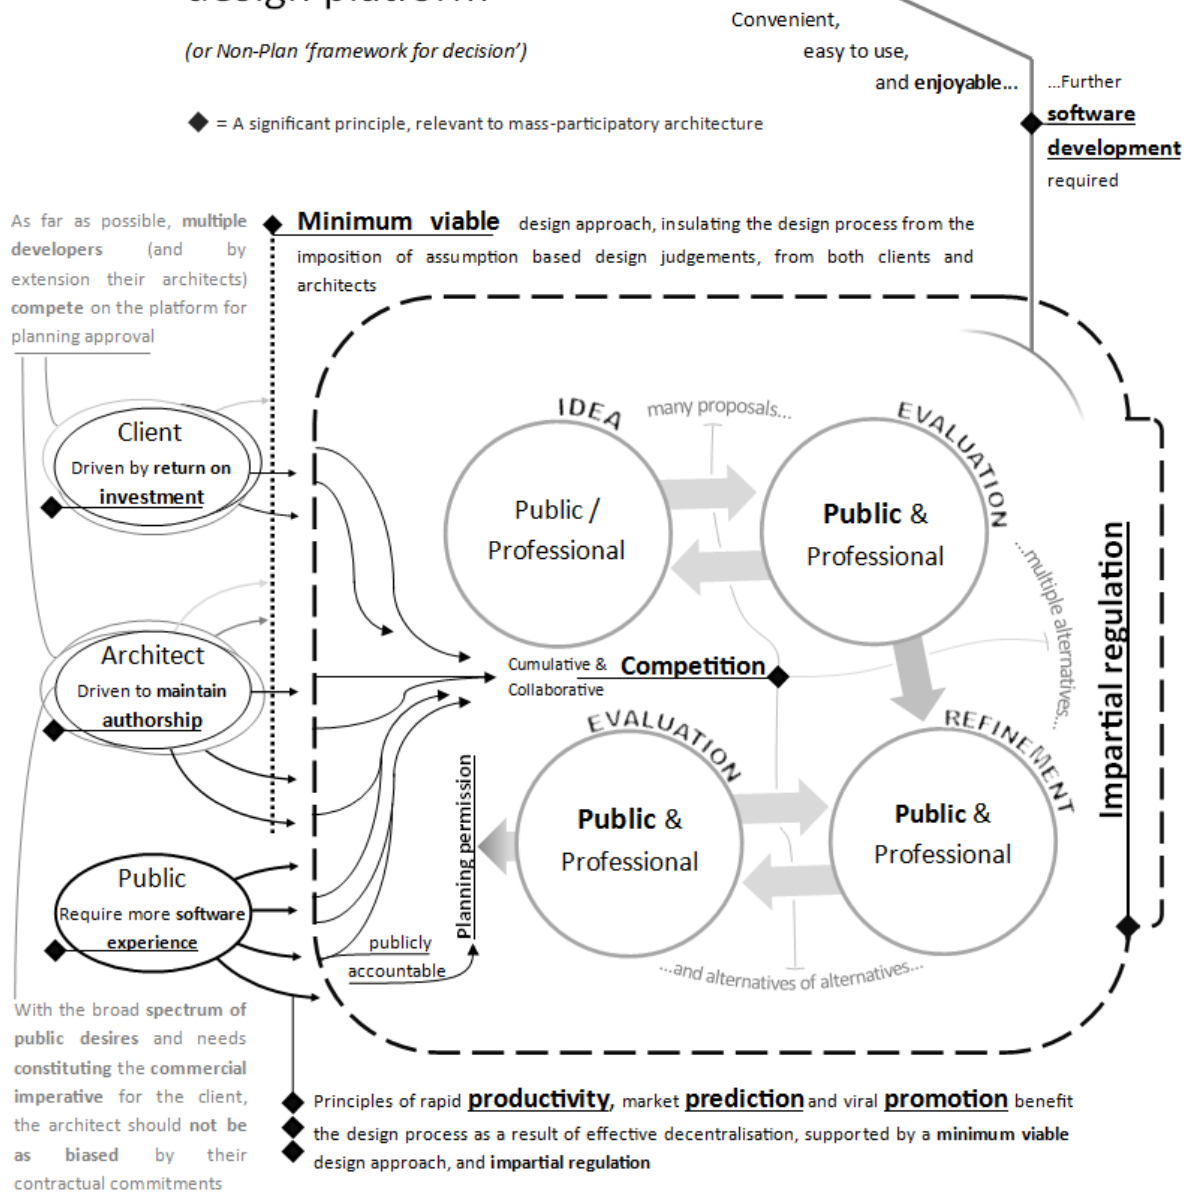 design platform
(or Non-Plan ‘framework for decision’)
Convenient,
easy to use,
and enjoyable...
...Further
software
development
required
= A significant principle, relevant to mass-participatory architecture
As far as possible, multiple
developers (and by
extension their architects)
compete on the platform for
planning approval
Minimum viable design approach, insulating the design process from the
imposition of assumption based design judgements, from both clients and
architects
Client
Driven by return on
investment
Architect
Driven to maintain
authorship
Public
Require more software
experience
IDEA
many proposals...
EVALUATION
Public /
Professional
Public &
Professional
...multiple alternatives...
Impartial regulation
Cumulative & Competition
Collaborative
EVALUATION
REFINEMENT
Public &
Professional
Public &
Professional
Planning permission
publicly
accountable
...and alternatives of alternatives...
With the broad spectrum of
public desires and needs
constituting the commercial
imperative for the client,
the architect should not be
as biased by their
contractual commitments
Principles of rapid productivity, market prediction and viral promotion benefit
the design process as a result of effective decentralisation, supported by a minimum viable
design approach, and impartial regulation